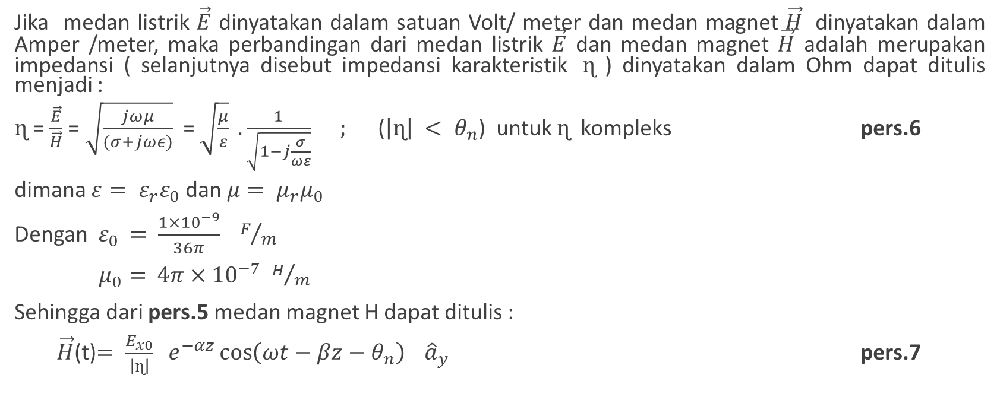 Jika medan listrik $\vec{E}$ dinyatakan dalam satuan Volt/ meter dan medan magnet $\vec{H}$ dinyatakan dalam
Amper /meter, maka perbandingan dari medan listrik $\vec{E}$ dan medan magnet $\vec{H}$ adalah merupakan
impedansi ( selanjutnya disebut impedansi karakteristik ɳ ) dinyatakan dalam Ohm dapat ditulis
menjadi :
ɳ = $\frac{\vec{E}}{\vec{H}}$ = $\sqrt{\frac{j\omega\mu}{(\sigma+j\omega\epsilon)}}$ = $\sqrt{\frac{\mu}{\varepsilon}} . \frac{1}{\sqrt{1-j\frac{\sigma}{\omega\varepsilon}}}$ ; (|ɳ| < $\theta_n$) untuk ɳ kompleks pers.6
dimana $\varepsilon = \varepsilon_r\varepsilon_0$ dan $\mu = \mu_r\mu_0$
Dengan $\varepsilon_0 = \frac{1\times10^{-9}}{36\pi}$ $F/m$
$\mu_0 = 4\pi \times 10^{-7}$ $H/m$
Sehingga dari pers.5 medan magnet H dapat ditulis :
$\vec{H}$(t)= $\frac{E_{x0}}{|ɳ|} e^{-\alpha z} \cos(\omega t - \beta z - \theta_n) \hat{a}_y$ pers.7